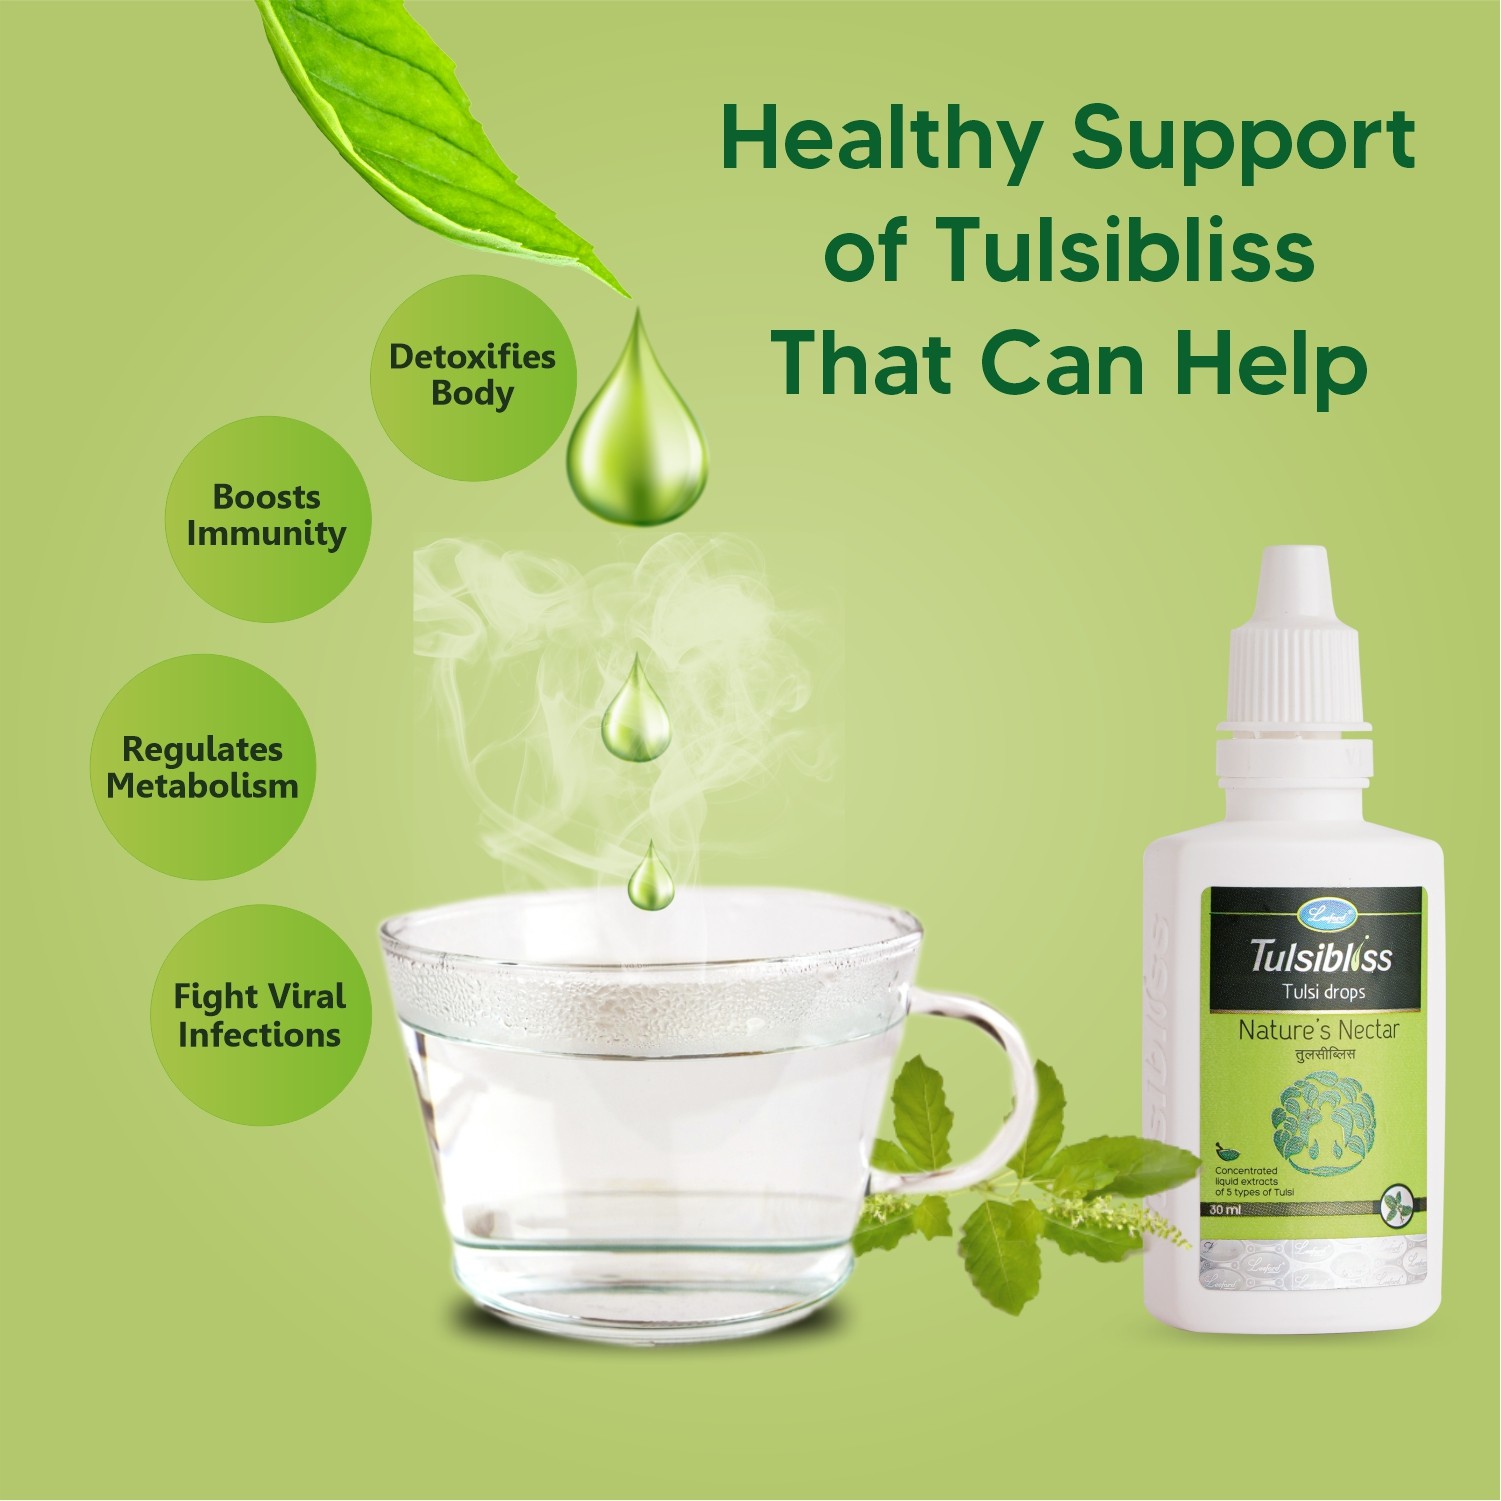 Healthy Support
of Tulsibliss
That Can Help
Detoxifies
Body
Boosts
Immunity
Regulates
Metabolism
Fight Viral
Infections
Tulsibliss
Tulsi drops
Nature's Nectar
तुलसीब्लिस
Concentrated
liquid extracts
of 5 types of Tulsi
30 ml